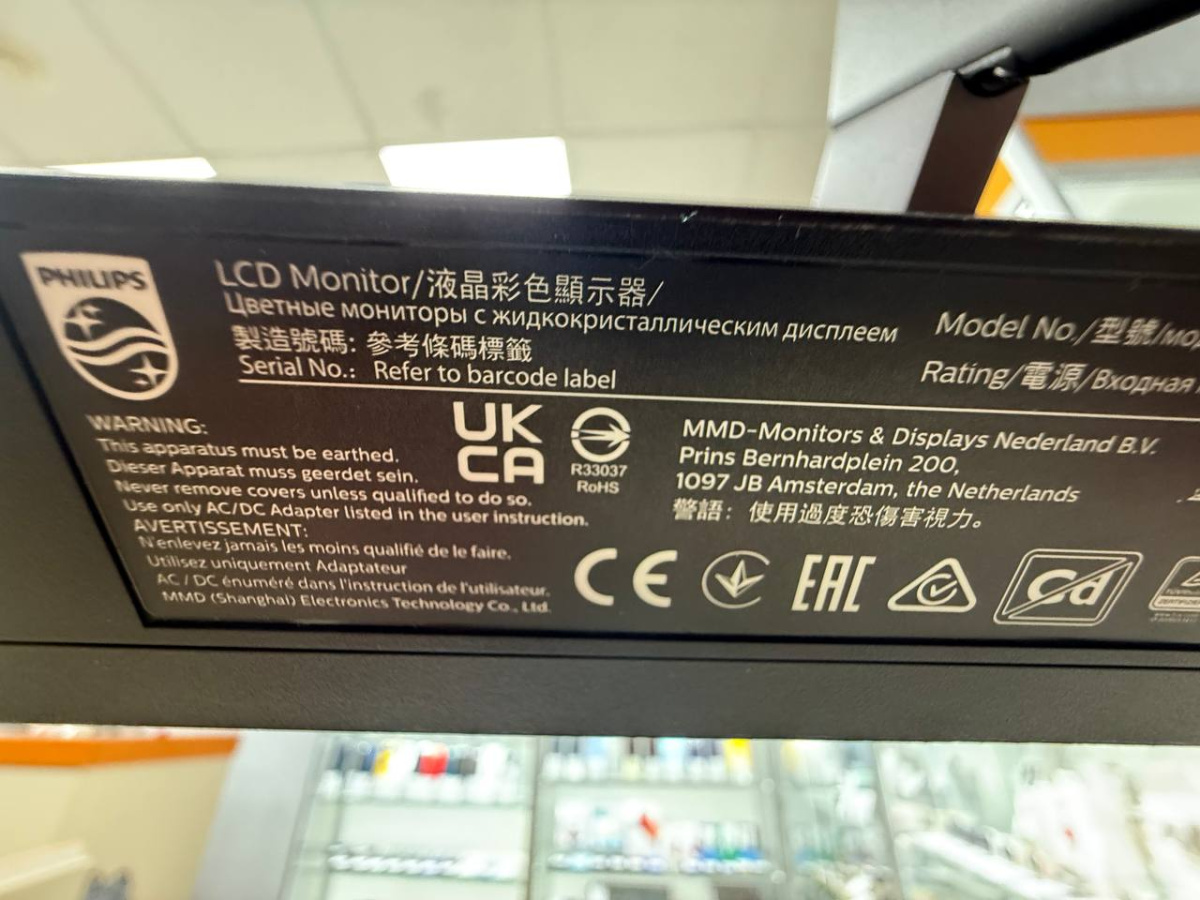 PHILIPS
LCD Monitor/液晶彩色顯示器/
Цветные мониторы с жидкокристаллическим дисплеем
製造號碼: 參考條碼標籤
Serial No.: Refer to barcode label
Model No./型號/мо
Rating/電源/Входная
WARNING:
This apparatus must be earthed.
Dieser Apparat muss geerdet sein.
Never remove covers unless qualified to do so.
Use only AC/DC Adapter listed in the user instruction.
AVERTISSEMENT:
N'enlevez jamais les moins qualifié de le faire.
Utilisez uniquement Adaptateur
AC / DC énuméré dans l'instruction de l'utilisateur.
MMD (Shanghai) Electronics Technology Co., Ltd.
UK
CA
R33037
RoHS
MMD-Monitors & Displays Nederland B.V.
Prins Bernhardplein 200,
1097 JB Amsterdam, the Netherlands
警語: 使用過度恐傷害視力。
CE
EAC
Cd